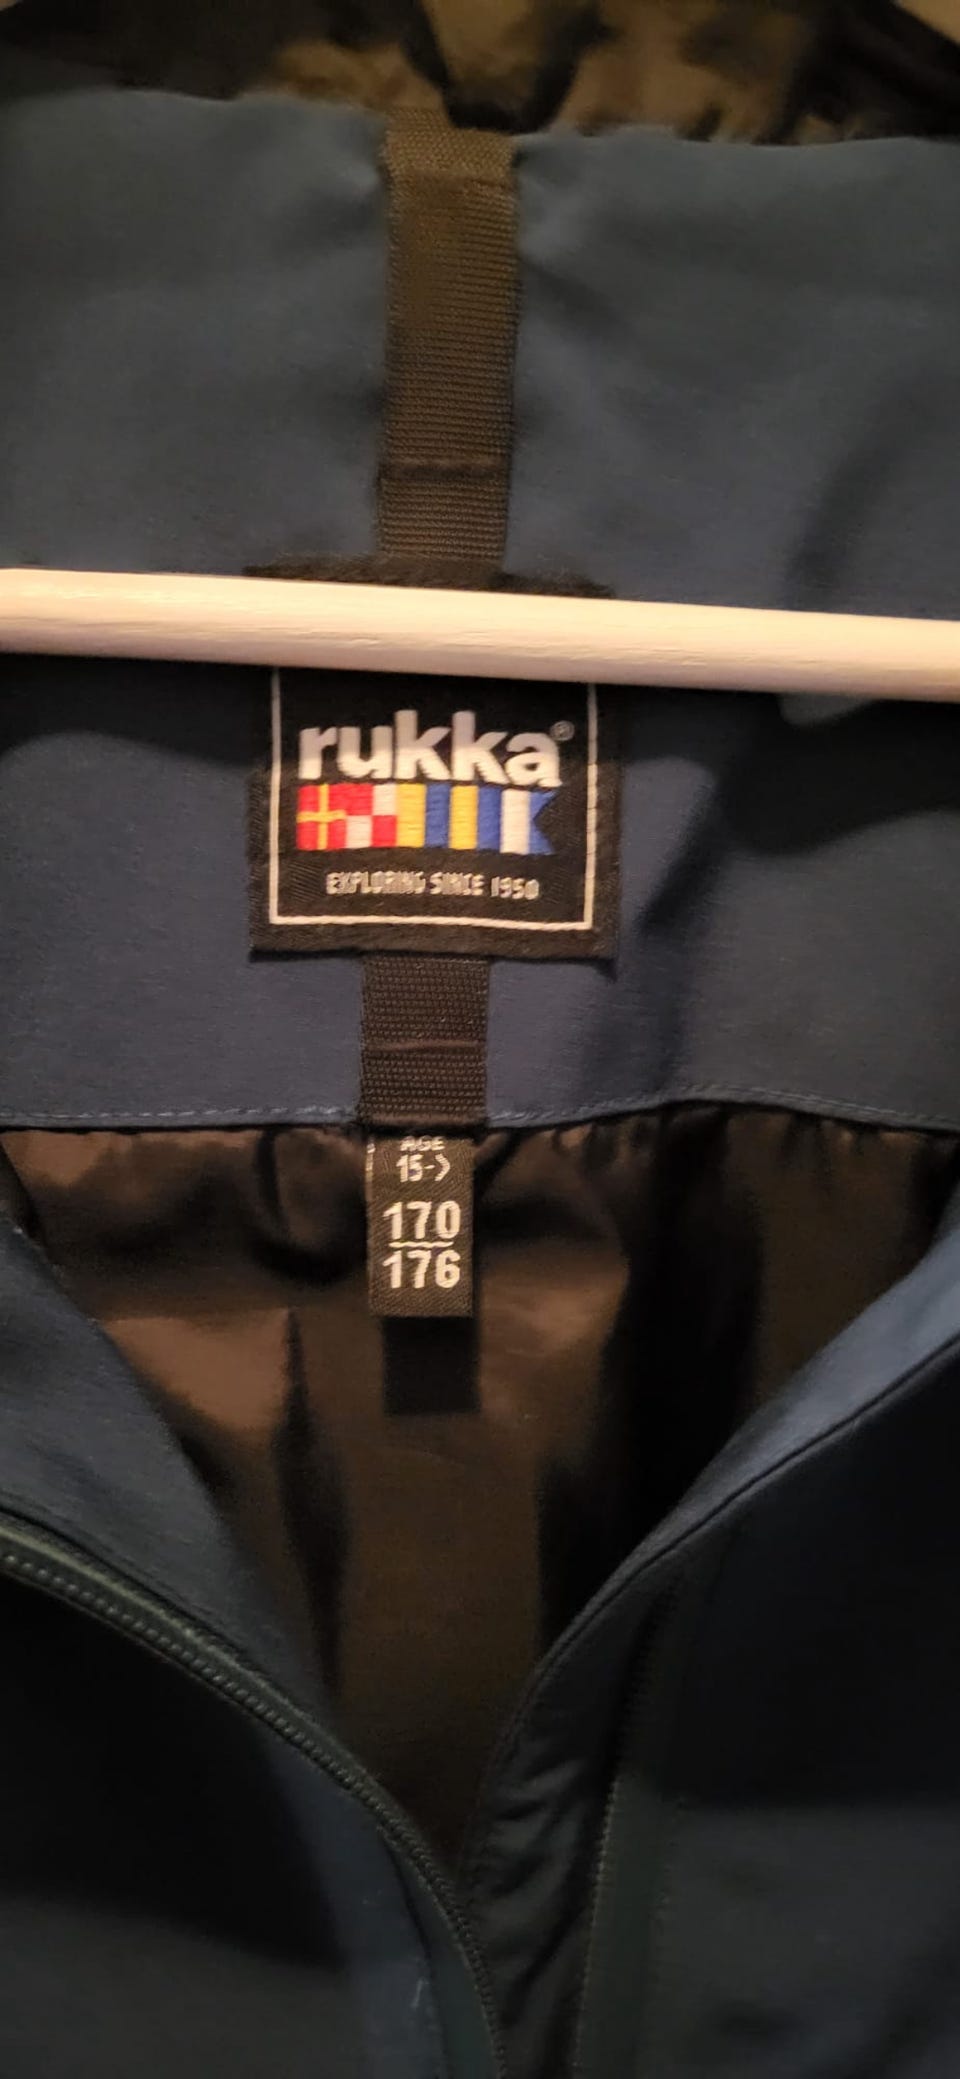 rukka®
EXPLORING SINCE 1950
AGE
15->
170
176